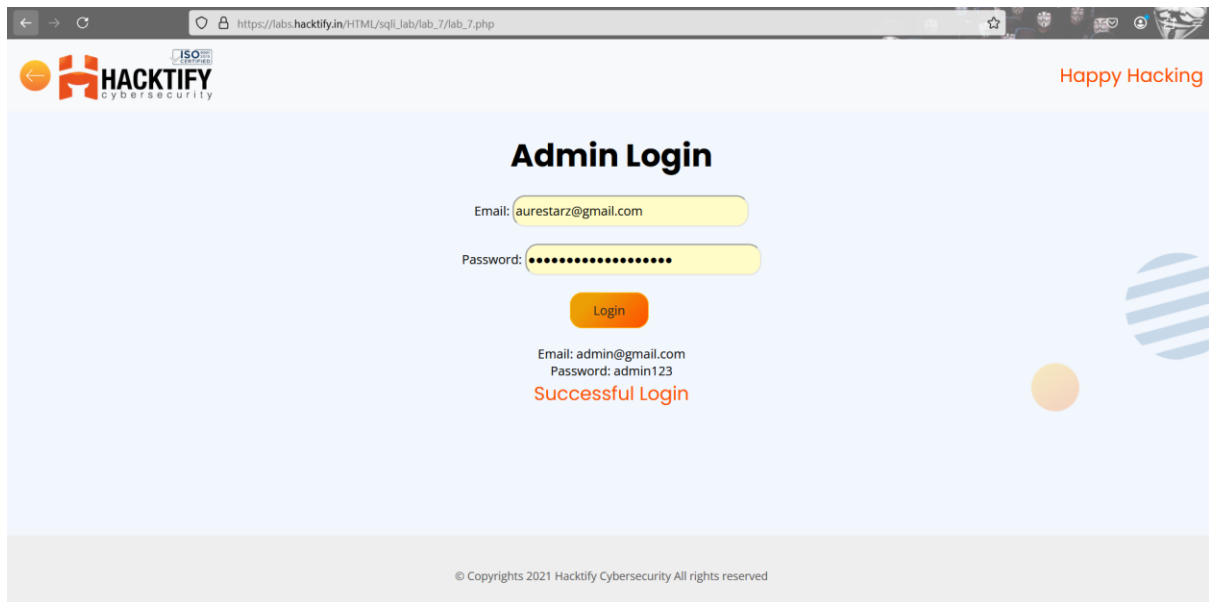 https://labs.hacktify.in/HTML/sqli_lab/lab_7/lab_7.php
ISO
CERTIFIED
HACKTIFY
cybersecurity
Happy Hacking
Admin Login
Email: aurestarz@gmail.com
Password: •••••••••••••••••••
Login
Email: admin@gmail.com
Password: admin123
Successful Login
© Copyrights 2021 Hacktify Cybersecurity All rights reserved